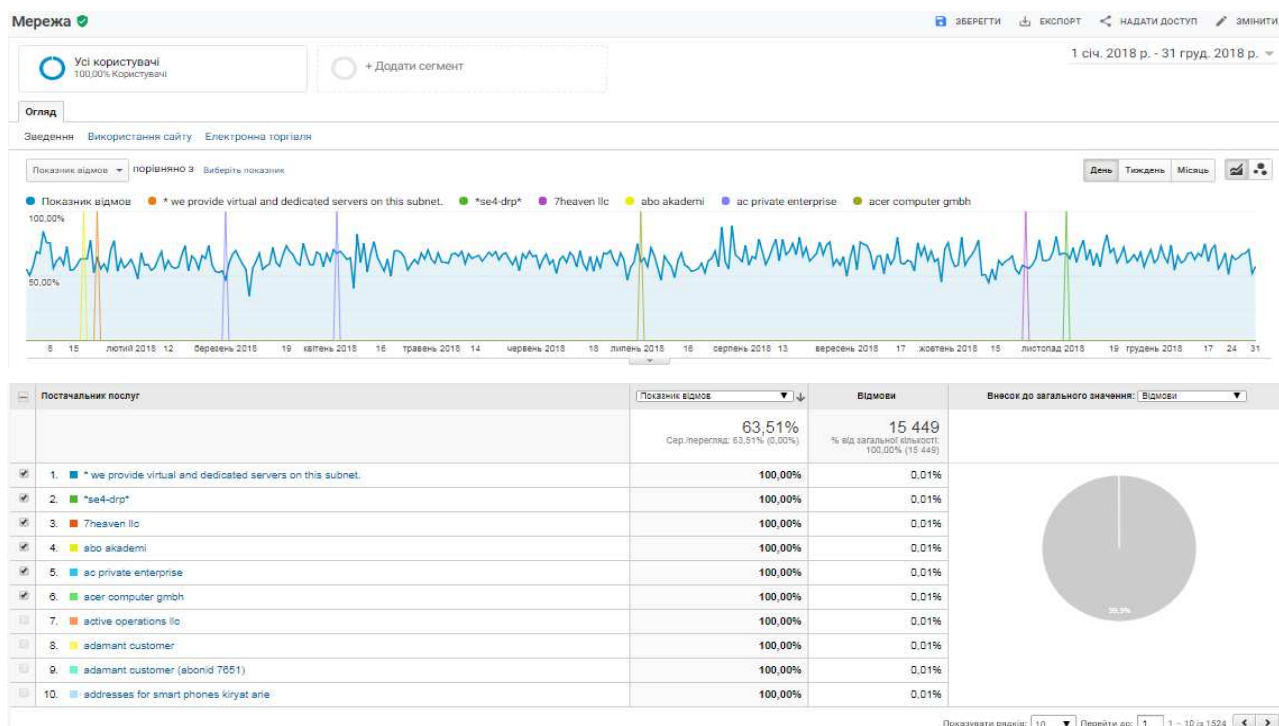 Мережа
ЗБЕРЕГТИ ЕКСПОРТ НАДАТИ ДОСТУП ЗМІНИТИ
Усі користувачі
100,00% Користувачі
+ Додати сегмент
1 січ. 2018 р. - 31 груд. 2018 р.
Огляд
Зведення Використання сайту Електронна торгівля
Показник відмов порівняно з Виберіть показник
День Тиждень Місяць
Показник відмов * we provide virtual and dedicated servers on this subnet. *se4-drp* 7heaven llc abo akademi ac private enterprise acer computer gmbh
100,00%
50,00%
8 15 лютий 2018 12 березень 2018 19 квітень 2018 16 травень 2018 14 червень 2018 18 липень 2018 16 серпень 2018 13 вересень 2018 17 жовтень 2018 15 листопад 2018 19 грудень 2018 17 24 31
Постачальник послуг Показник відмов Відмови Внесок до загального значення: Відмови
63,51% 15 449
Сер./перегляд: 63,51% (0,00%) % від загальної кількості: 100,00% (15 449)
1. * we provide virtual and dedicated servers on this subnet. 100,00% 0,01%
2. *se4-drp* 100,00% 0,01%
3. 7heaven llc 100,00% 0,01%
4. abo akademi 100,00% 0,01%
5. ac private enterprise 100,00% 0,01%
6. acer computer gmbh 100,00% 0,01%
7. active operations llc 100,00% 0,01%
8. adamant customer 100,00% 0,01%
9. adamant customer (abonid 7651) 100,00% 0,01%
10. addresses for smart phones kiryat arie 100,00% 0,01%
99,9%
Показувати рядків: 10 Перейти до: 1 1 – 10 із 1524